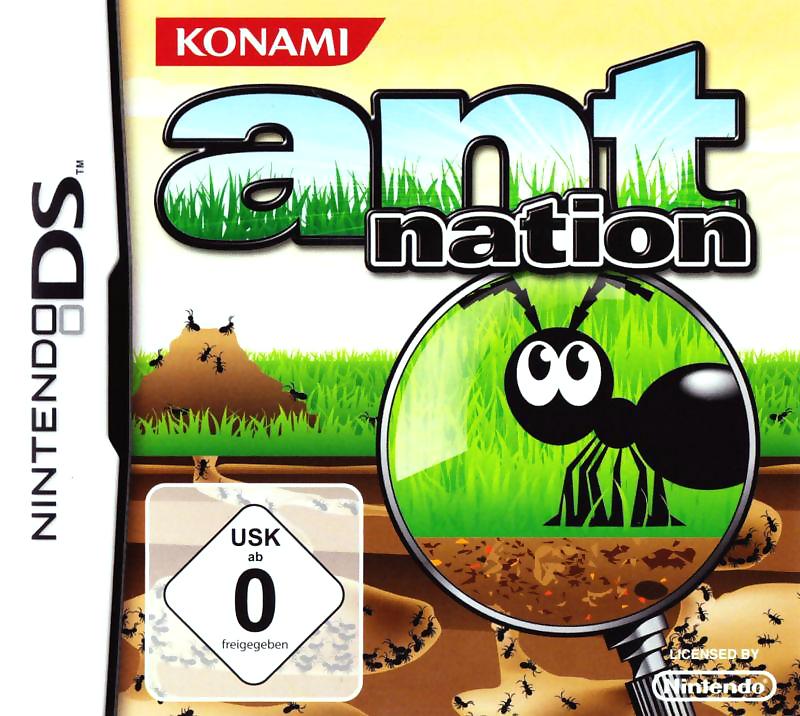 KONAMI
ant
nation
NINTENDO DS™
USK
ab
0
freigegeben
LICENSED BY
Nintendo